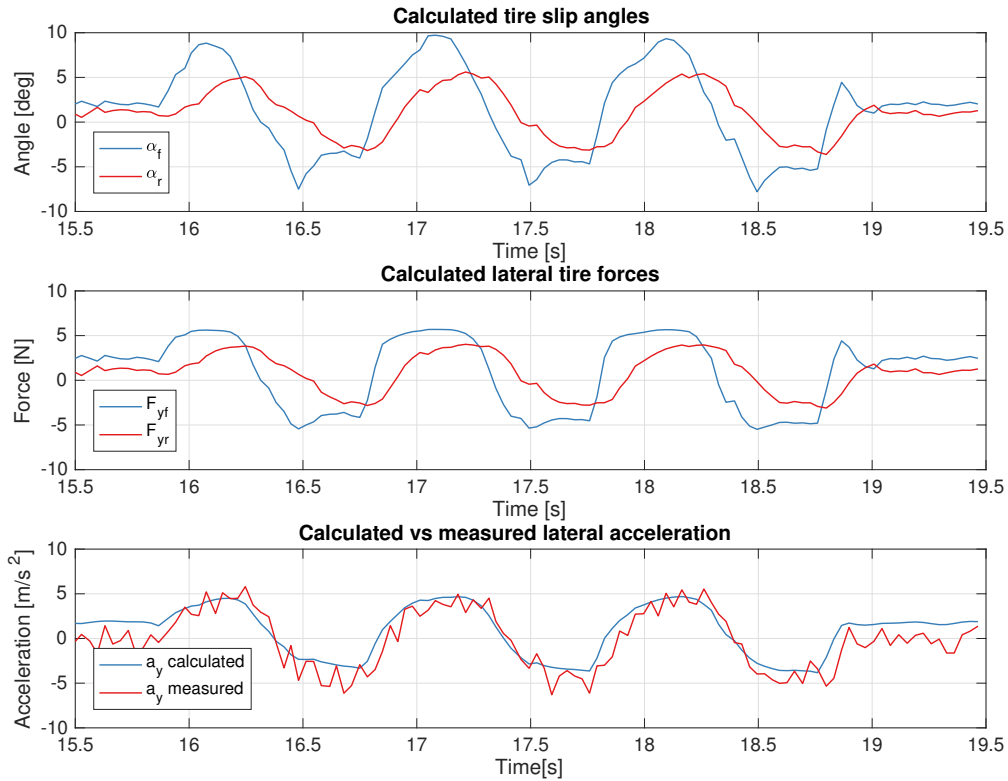 Calculated tire slip angles
10
5
0
-5
-10
Angle [deg]
α_f
α_r
15.5 16 16.5 17 17.5 18 18.5 19 19.5
Time [s]
Calculated lateral tire forces
10
5
0
-5
-10
Force [N]
F_yf
F_yr
15.5 16 16.5 17 17.5 18 18.5 19 19.5
Time [s]
Calculated vs measured lateral acceleration
10
5
0
-5
-10
Acceleration [m/s ²]
a_y calculated
a_y measured
15.5 16 16.5 17 17.5 18 18.5 19 19.5
Time[s]